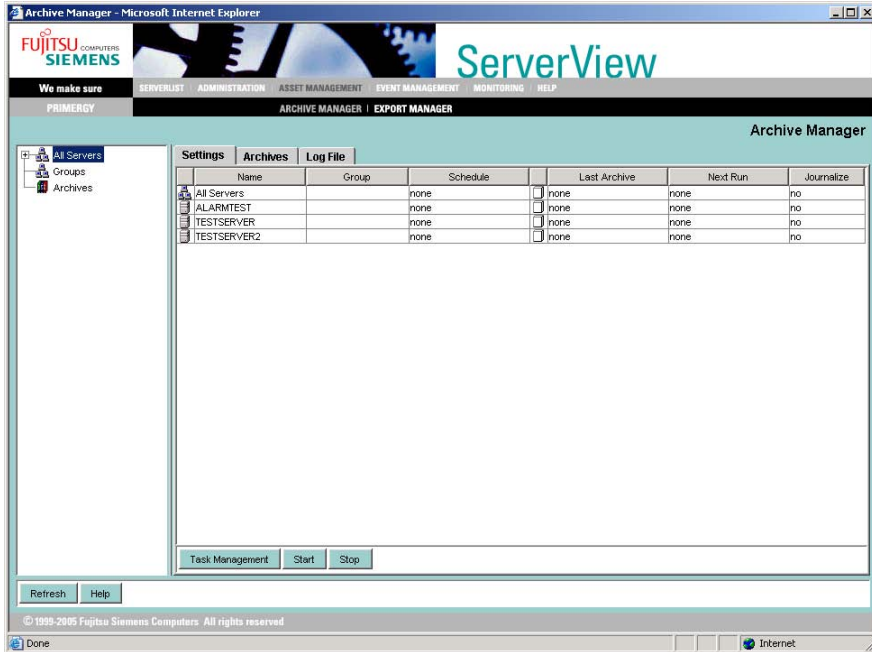 Archive Manager - Microsoft Internet Explorer
FUJITSU COMPUTERS
SIEMENS
ServerView
We make sure
SERVERLIST | ADMINISTRATION | ASSET MANAGEMENT | EVENT MANAGEMENT | MONITORING | HELP
PRIMERGY
ARCHIVE MANAGER | EXPORT MANAGER
Archive Manager
All Servers
Groups
Archives
Settings Archives Log File
Name Group Schedule Last Archive Next Run Journalize
All Servers none none none no
ALARMTEST none none none no
TESTSERVER none none none no
TESTSERVER2 none none none no
Task Management Start Stop
Refresh Help
© 1999-2005 Fujitsu Siemens Computers All rights reserved
Done Internet